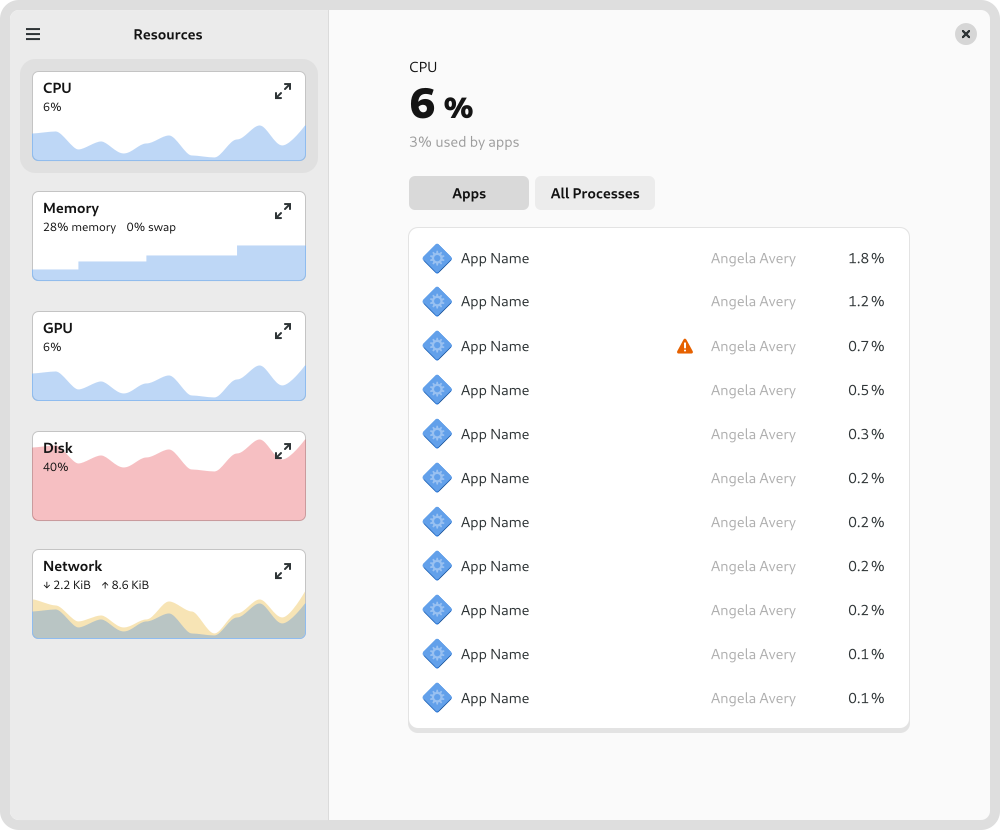 Resources
CPU
6%
Memory
28% memory 0% swap
GPU
6%
Disk
40%
Network
↓ 2.2 KiB ↑ 8.6 KiB
CPU
6 %
3% used by apps
Apps All Processes
App Name Angela Avery 1.8 %
App Name Angela Avery 1.2 %
App Name Angela Avery 0.7 %
App Name Angela Avery 0.5 %
App Name Angela Avery 0.3 %
App Name Angela Avery 0.2 %
App Name Angela Avery 0.2 %
App Name Angela Avery 0.2 %
App Name Angela Avery 0.2 %
App Name Angela Avery 0.1 %
App Name Angela Avery 0.1 %